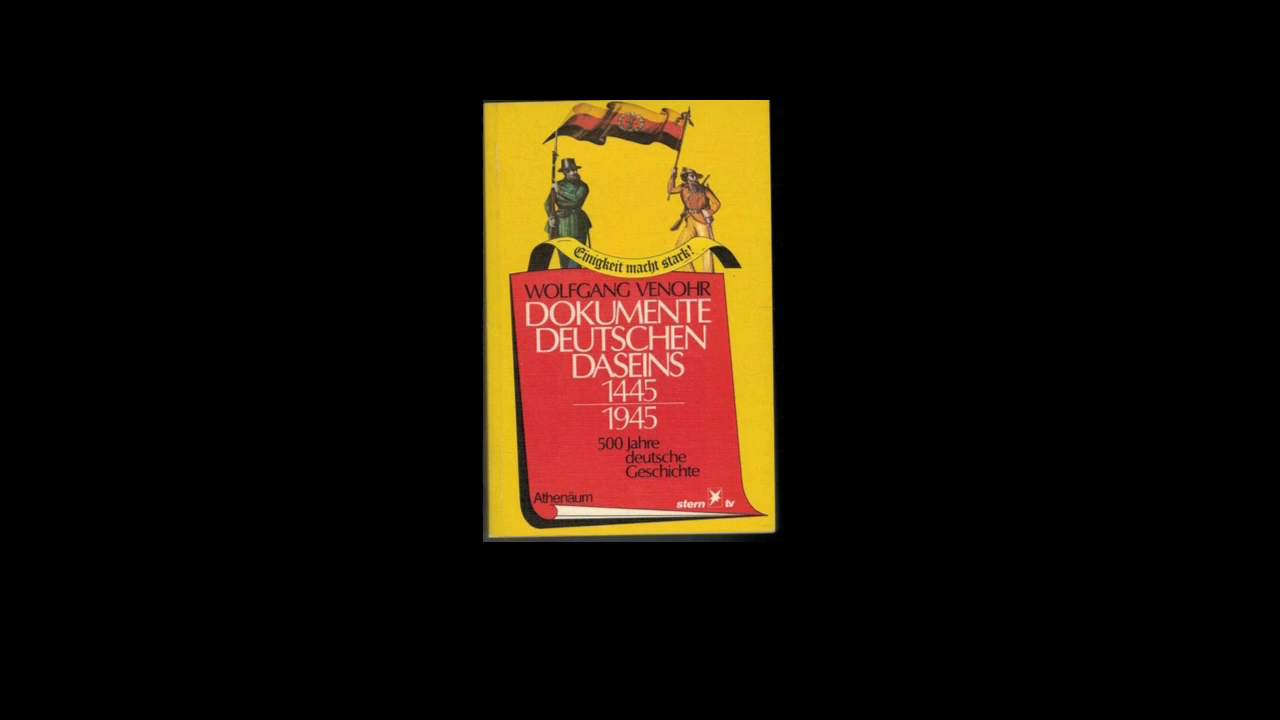 Einigkeit macht stark!
WOLFGANG VENOHR
DOKUMENTE
DEUTSCHEN
DASEINS
1445
1945
500 Jahre
deutsche
Geschichte
Athenäum
stern tv